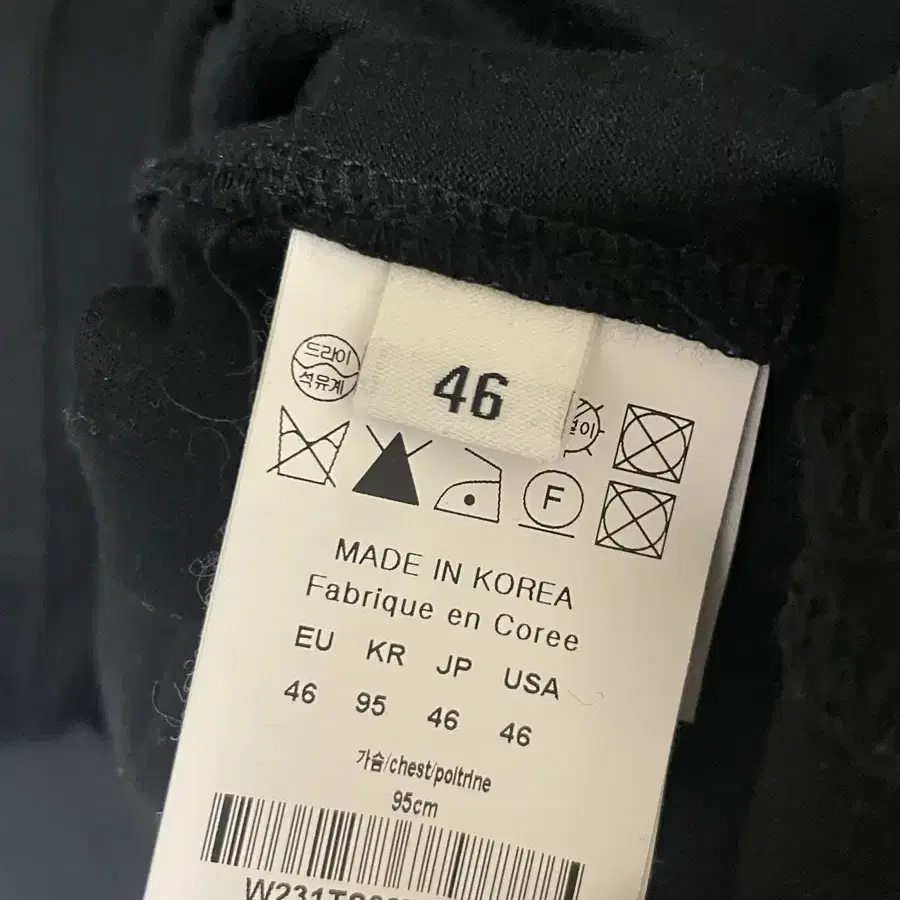 드라이
석유계
46
F
MADE IN KOREA
Fabrique en Coree
EU KR JP USA
46 95 46 46
가슴/chest/poltrine
95cm